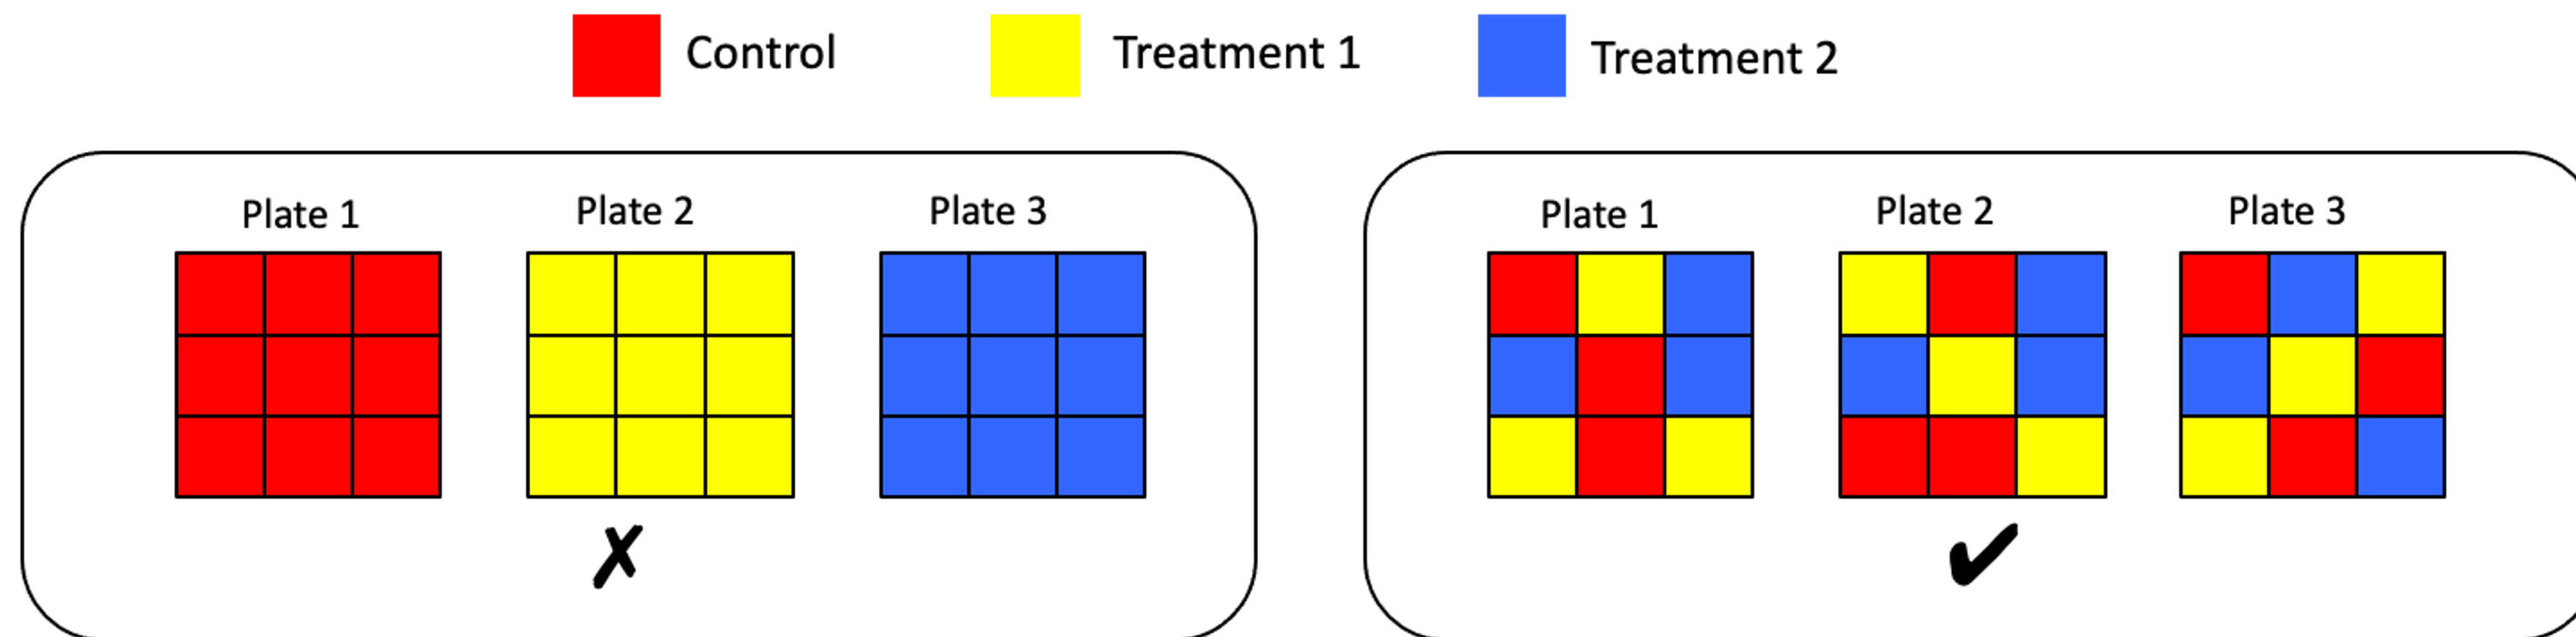 Control Treatment 1 Treatment 2
Plate 1 Plate 2 Plate 3 Plate 1 Plate 2 Plate 3
✗ ✔